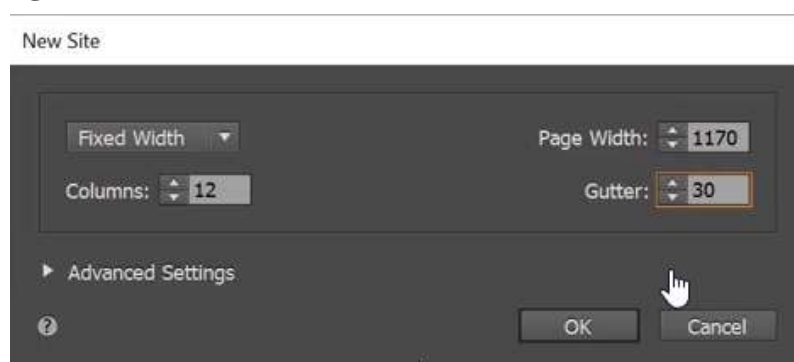 New Site
Fixed Width Page Width: 1170
Columns: 12 Gutter: 30
Advanced Settings
? OK Cancel